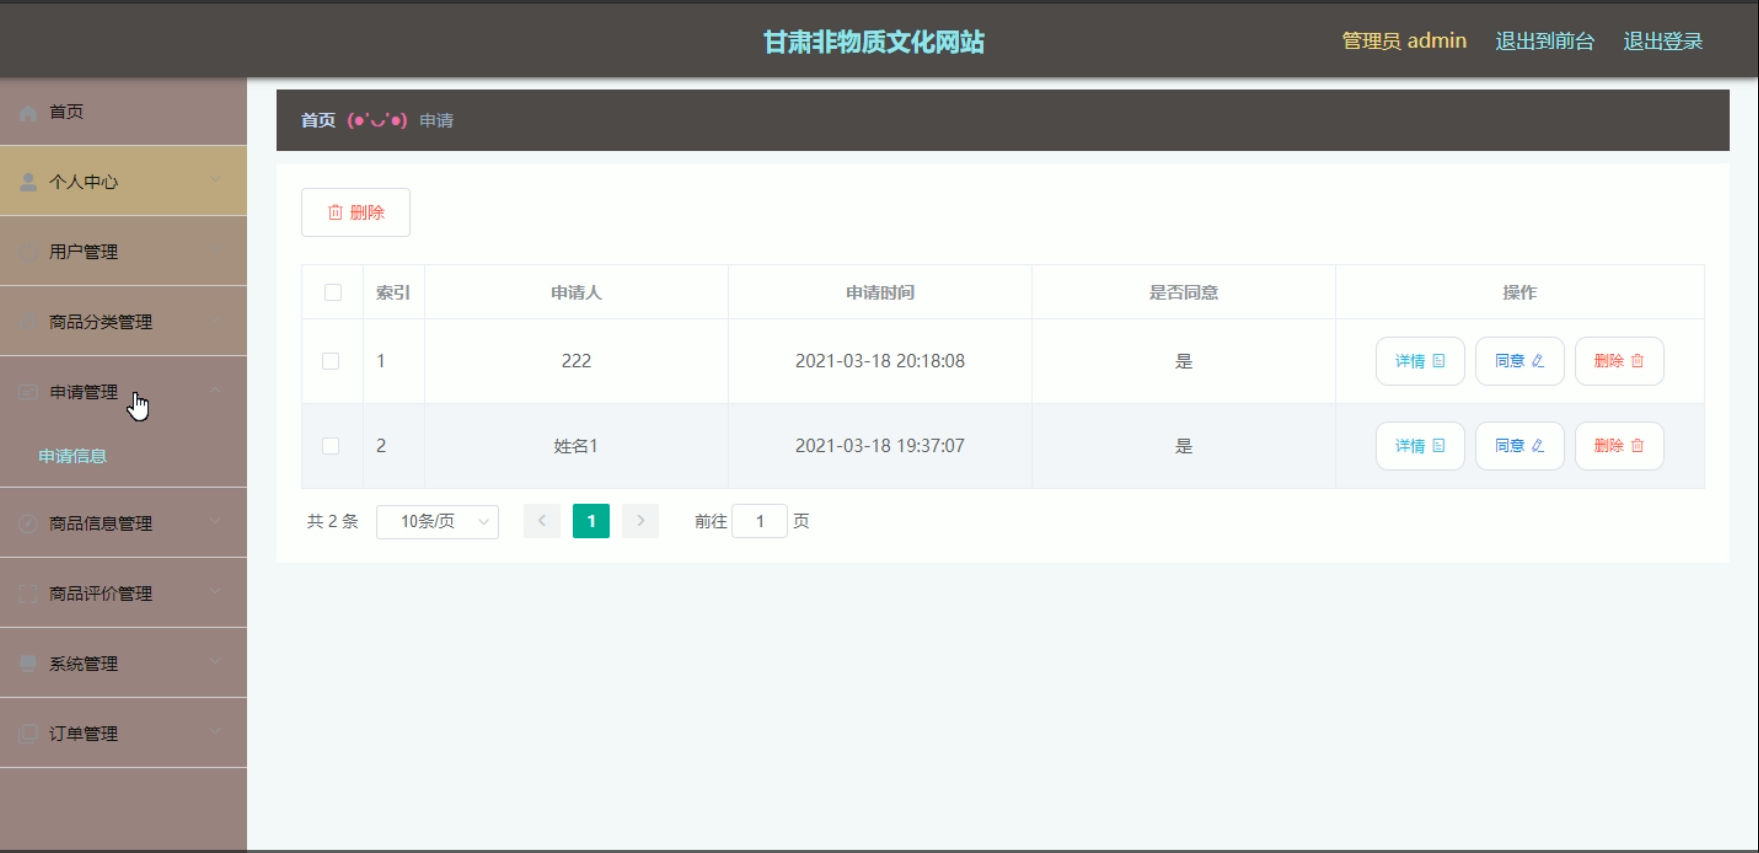 甘肃非物质文化网站
管理员 admin 退出到前台 退出登录
首页
个人中心
用户管理
商品分类管理
申请管理
申请信息
商品信息管理
商品评价管理
系统管理
订单管理
首页 (●'◡'●) 申请
删除
索引 申请人 申请时间 是否同意 操作
1 222 2021-03-18 20:18:08 是 详情 同意 删除
2 姓名1 2021-03-18 19:37:07 是 详情 同意 删除
共 2 条 10条/页 1 前往 1 页